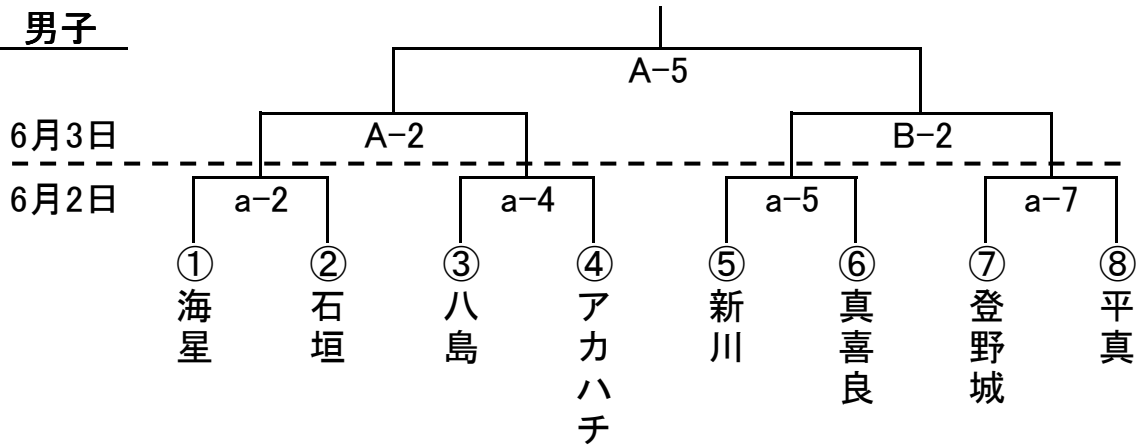 男子
A-5
6月3日
A-2
B-2
6月2日
a-2
a-4
a-5
a-7
①
②
③
④
⑤
⑥
⑦
⑧
海星
石垣
八島
アカハチ
新川
真喜良
登野城
平真